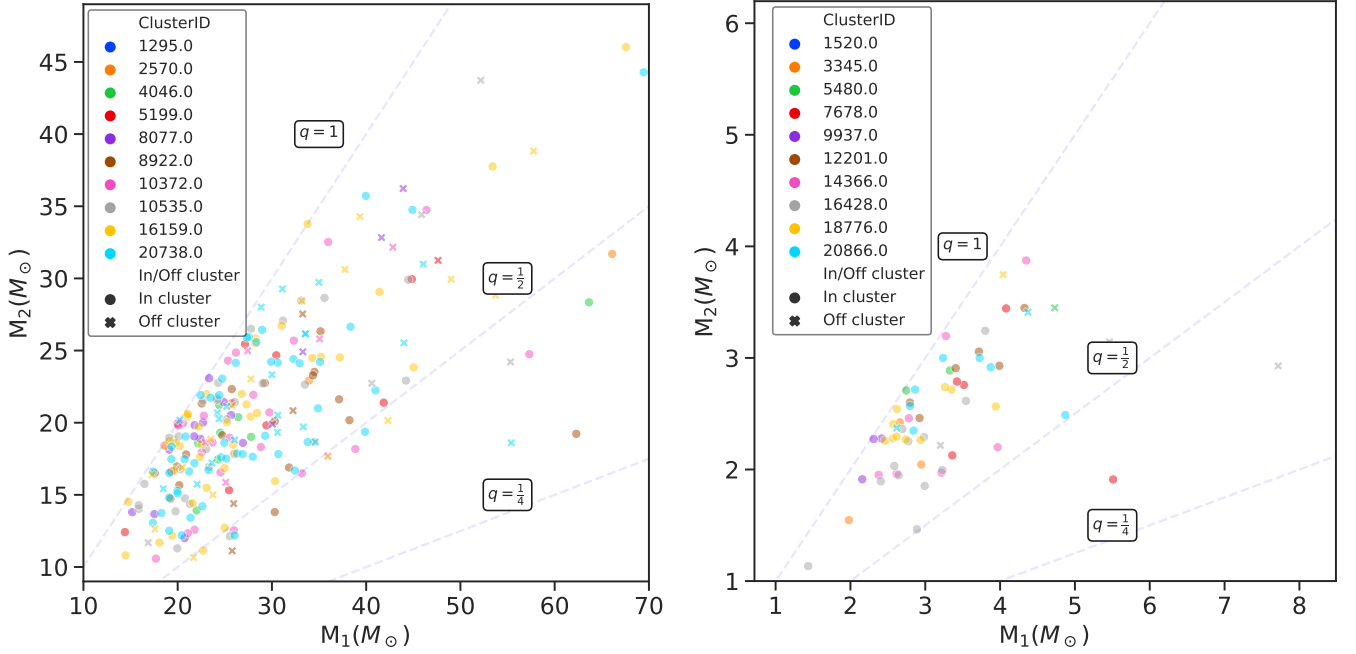 ClusterID
1295.0
2570.0
4046.0
5199.0
8077.0
8922.0
10372.0
10535.0
16159.0
20738.0
In/Off cluster
In cluster
Off cluster
q = 1
q = 1/2
q = 1/4
45
40
35
30
25
20
15
10
M₂(M⊙)
10 20 30 40 50 60 70
M₁(M⊙)
ClusterID
1520.0
3345.0
5480.0
7678.0
9937.0
12201.0
14366.0
16428.0
18776.0
20866.0
In/Off cluster
In cluster
Off cluster
q = 1
q = 1/2
q = 1/4
6
5
4
3
2
1
M₂(M⊙)
1 2 3 4 5 6 7 8
M₁(M⊙)